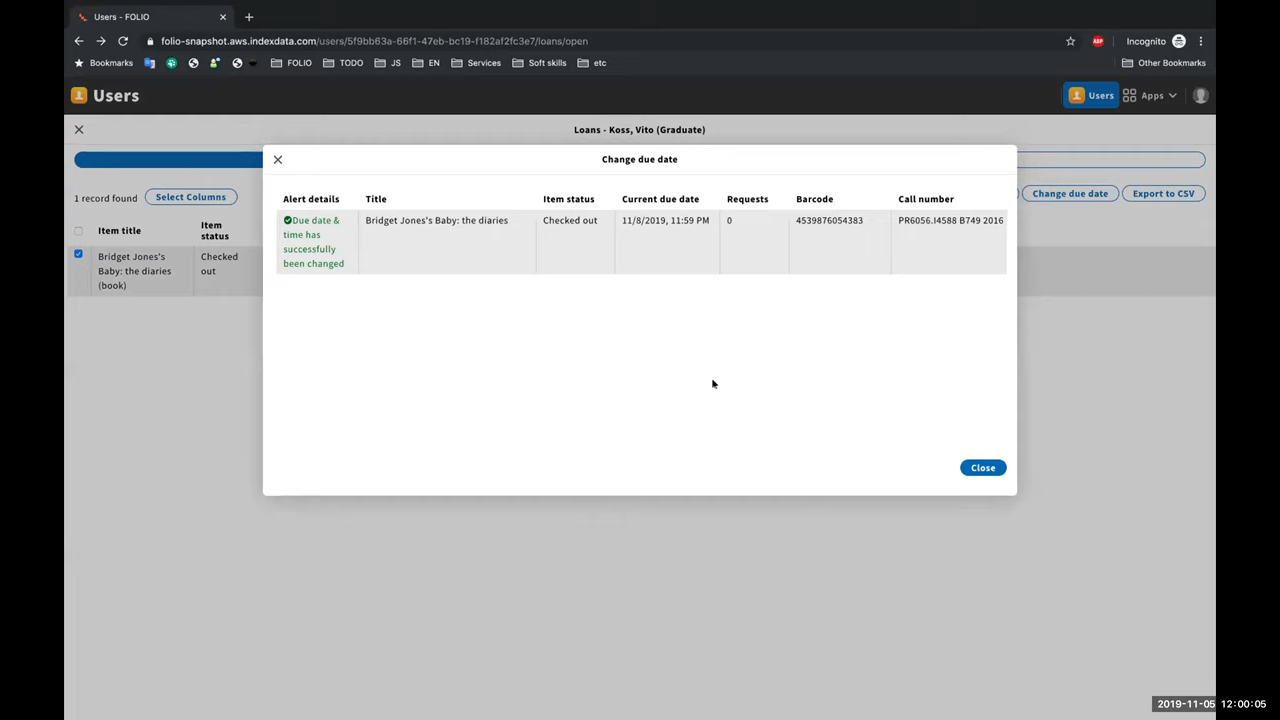 Users - FOLIO
folio-snapshot.aws.indexdata.com/users/5f9bb63a-66f1-47eb-bc19-f182af2fc3e7/loans/open
ABP
Incognito
Bookmarks
FOLIO
TODO
JS
EN
Services
Soft skills
etc
Other Bookmarks
Users
Users
Apps
Loans - Koss, Vito (Graduate)
Change due date
1 record found
Select Columns
Change due date
Export to CSV
Item title
Item
status
Bridget Jones's
Baby: the diaries
(book)
Checked
out
Alert details
Title
Item status
Current due date
Requests
Barcode
Call number
Due date &
time has
successfully
been changed
Bridget Jones's Baby: the diaries
Checked out
11/8/2019, 11:59 PM
0
4539876054383
PR6056.I4588 B749 2016
Close
2019-11-05 12:00:05